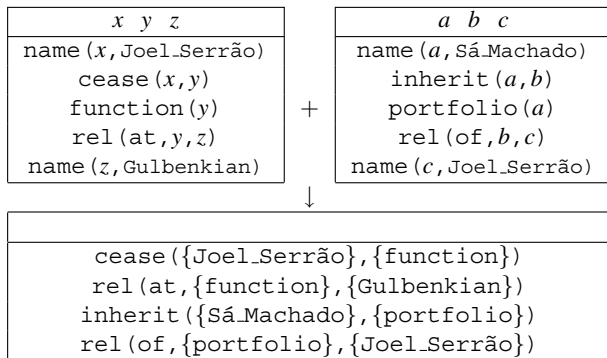 x y z
name(x,Joel_Serrão)
cease(x,y)
function(y)
rel(at,y,z)
name(z,Gulbenkian)
+
a b c
name(a,Sá_Machado)
inherit(a,b)
portfolio(a)
rel(of,b,c)
name(c,Joel_Serrão)
↓
cease({Joel_Serrão},{function})
rel(at,{function},{Gulbenkian})
inherit({Sá_Machado},{portfolio})
rel(of,{portfolio},{Joel_Serrão})